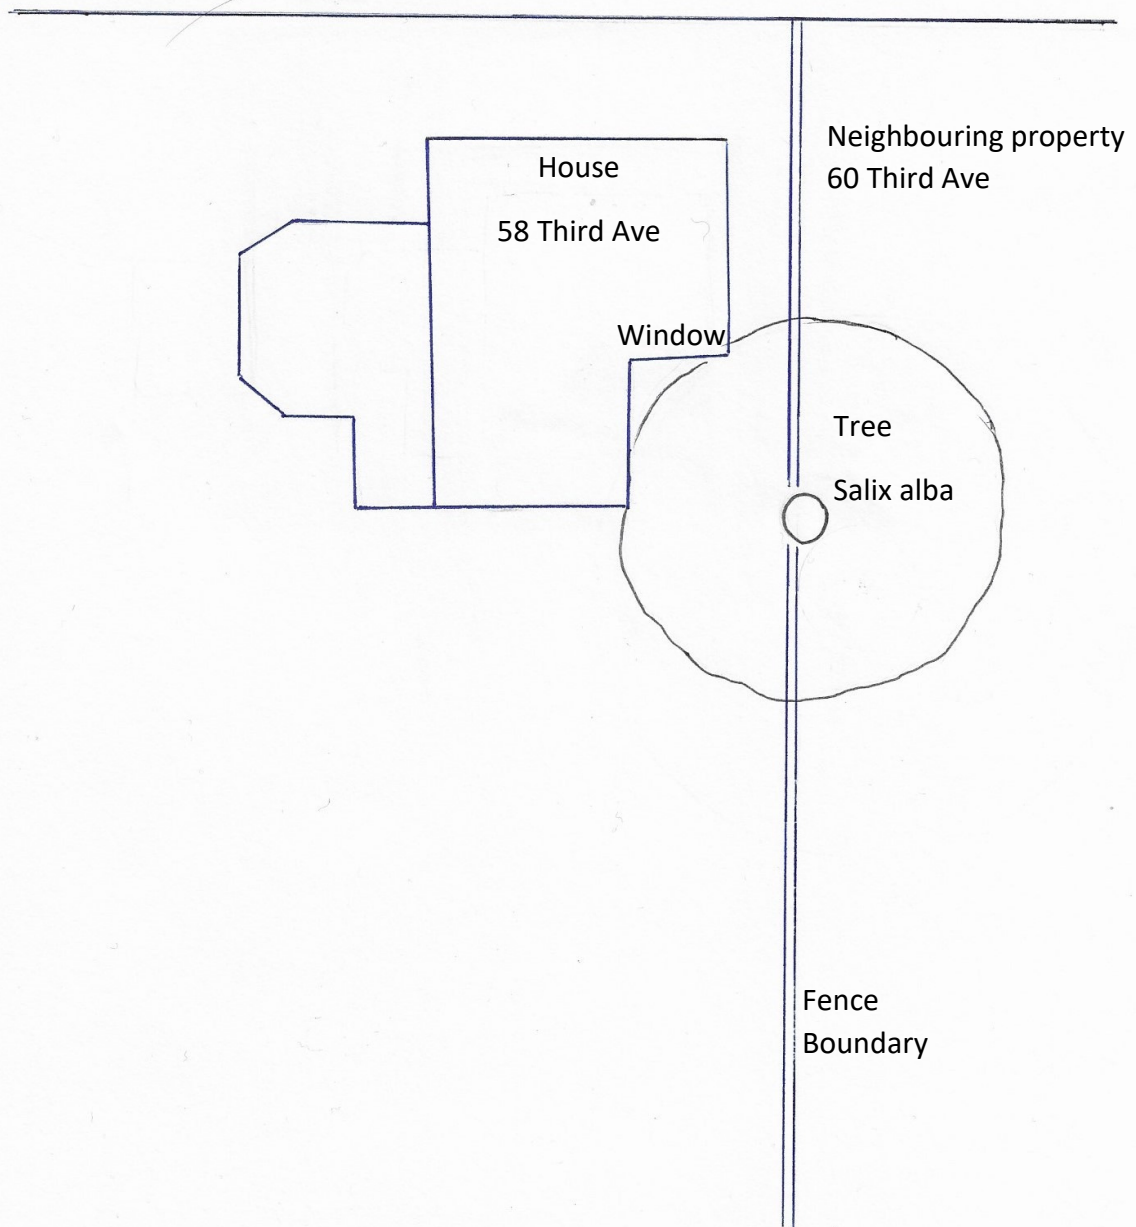 Neighbouring property
60 Third Ave
House
58 Third Ave
Window
Tree
Salix alba
Fence
Boundary